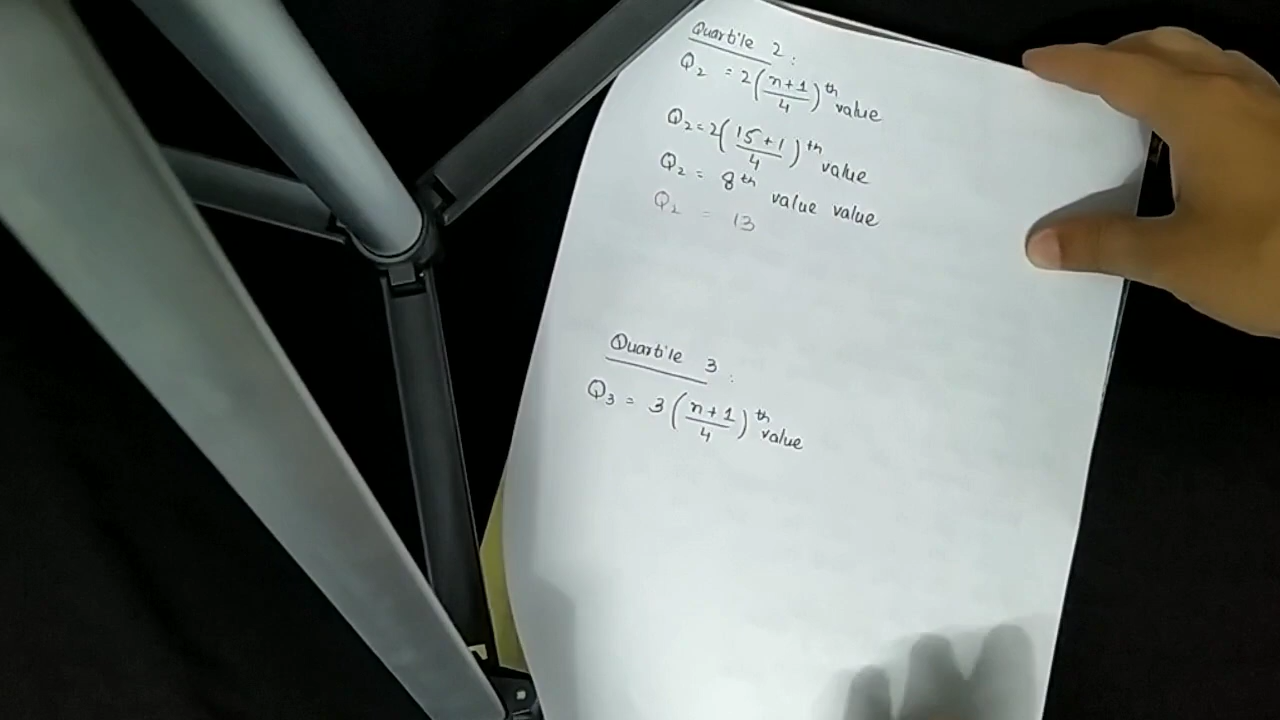 Quartile 2:
Q₂ = 2((n+1)/4)ᵗʰ value
Q₂ = 2((15+1)/4)ᵗʰ value
Q₂ = 8ᵗʰ value value
Q₂ = 13
Quartile 3:
Q₃ = 3((n+1)/4)ᵗʰ value